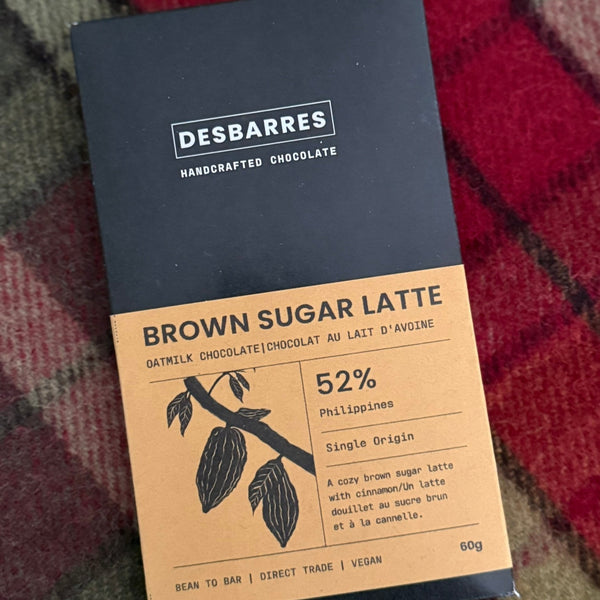 DESBARRES
HANDCRAFTED CHOCOLATE
BROWN SUGAR LATTE
OATMILK CHOCOLATE|CHOCOLAT AU LAIT D'AVOINE
52%
Philippines
Single Origin
A cozy brown sugar latte
with cinnamon/Un latte
douillet au sucre brun
et à la cannelle.
BEAN TO BAR | DIRECT TRADE | VEGAN
60g